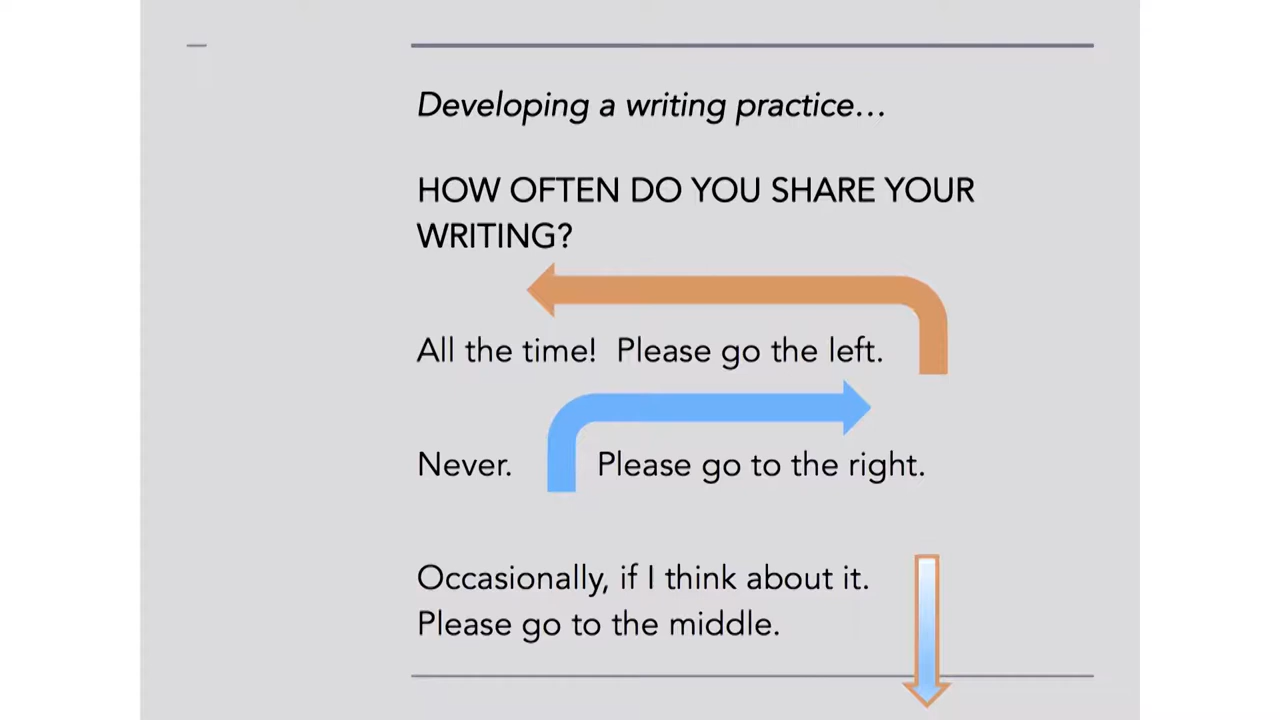 Developing a writing practice…
HOW OFTEN DO YOU SHARE YOUR
WRITING?
All the time!  Please go the left.
Never.  Please go to the right.
Occasionally, if I think about it.
Please go to the middle.